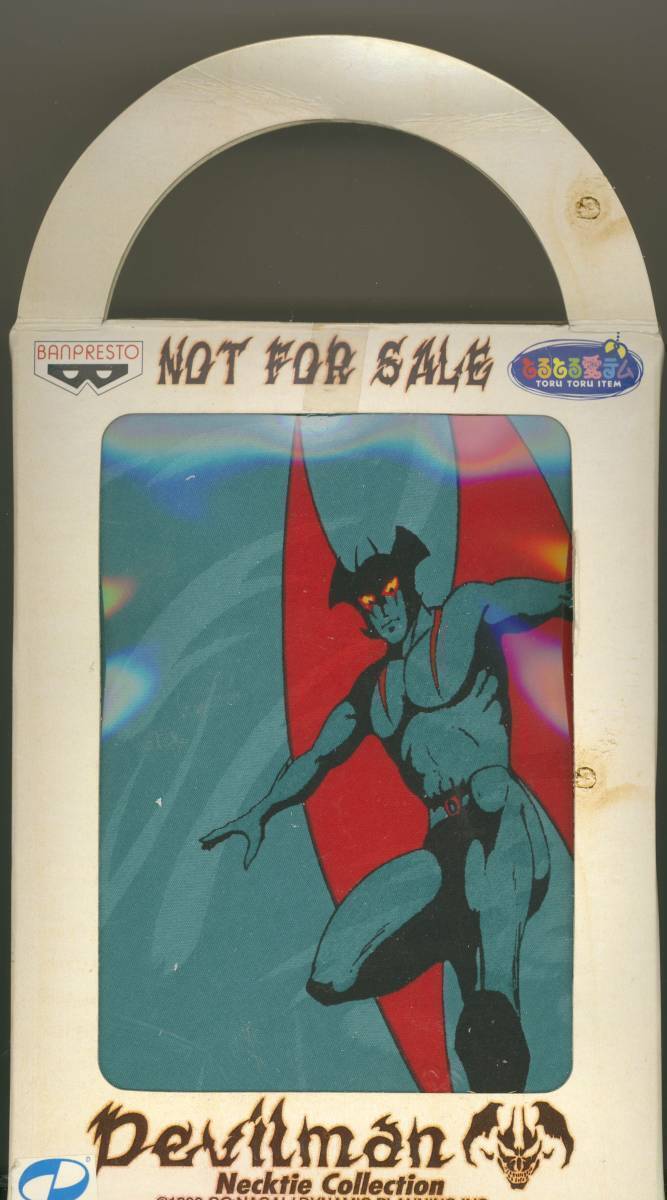 BANPRESTO
NOT FOR SALE
とるとる愛テム
TORU TORU ITEM
Devilman
Necktie Collection